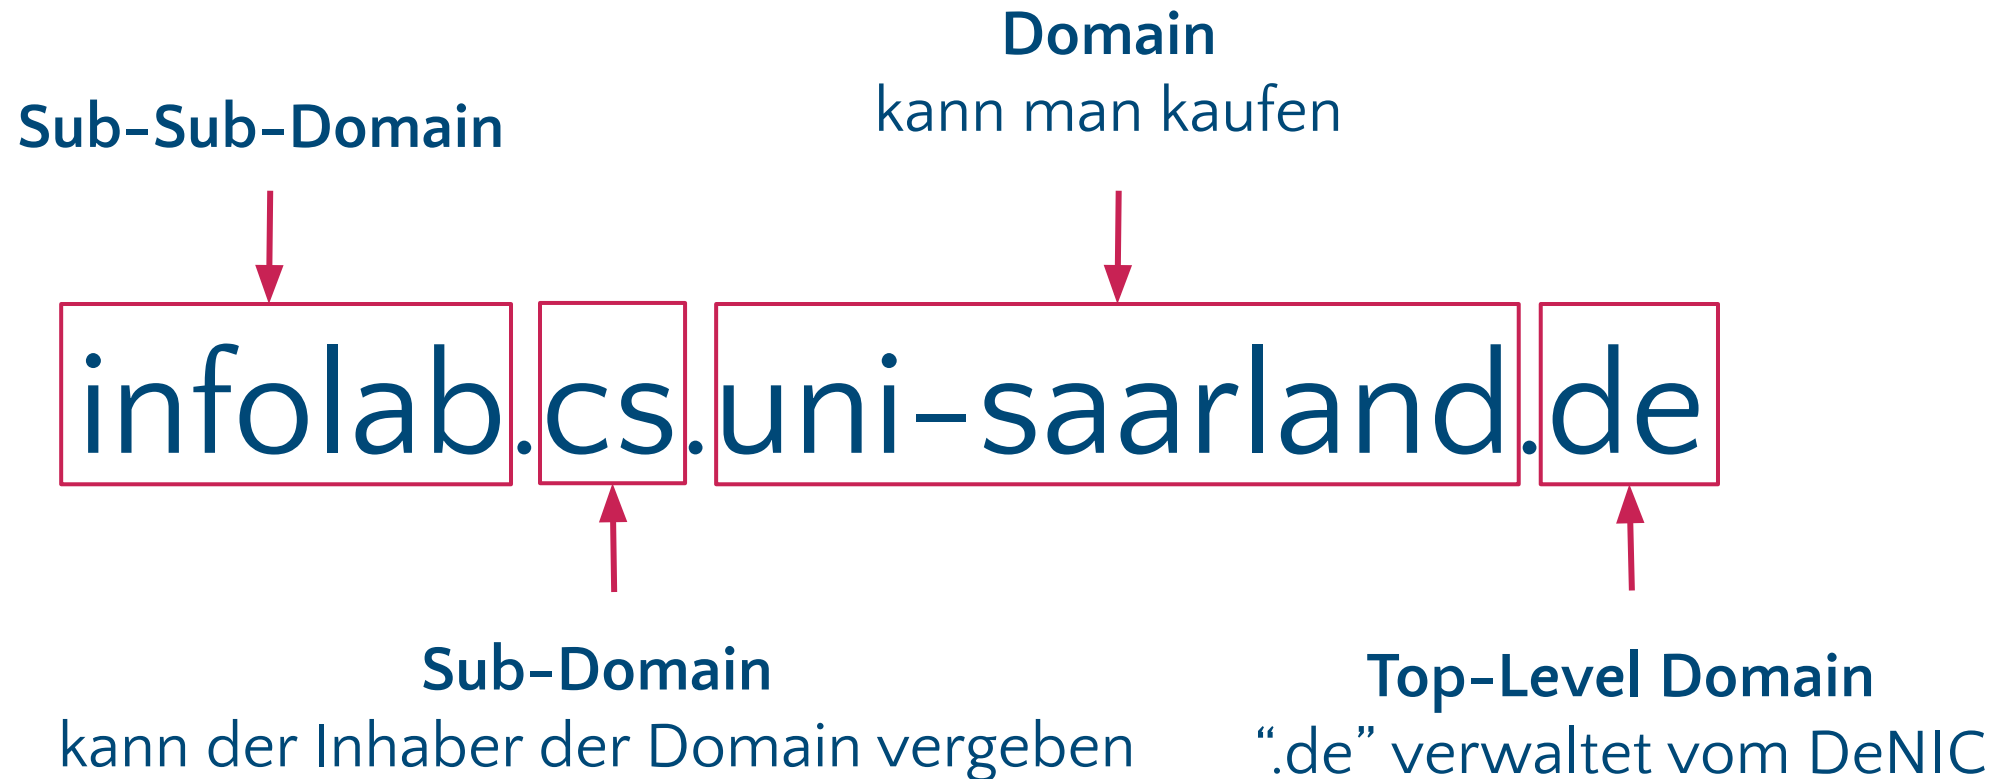 Domain
kann man kaufen
Sub-Sub-Domain
infolab.cs.uni-saarland.de
Sub-Domain
kann der Inhaber der Domain vergeben
Top-Level Domain
“.de” verwaltet vom DeNIC